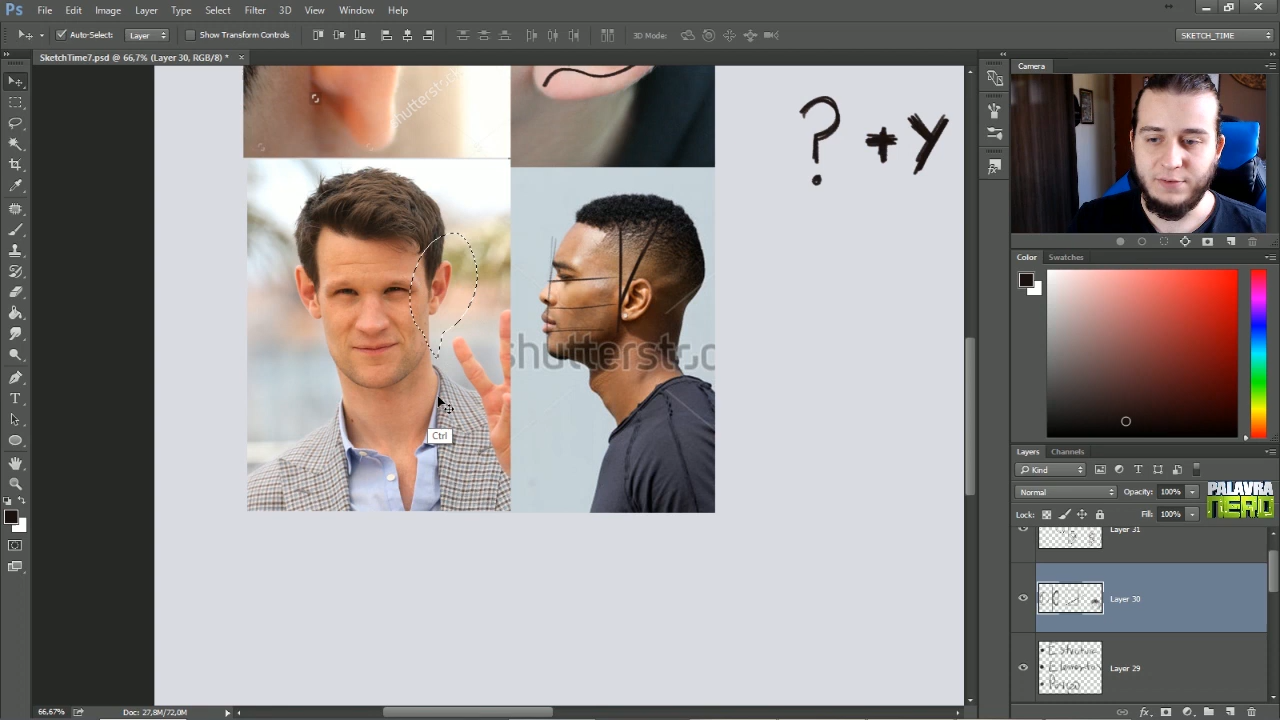 Ps File Edit Image Layer Type Select Filter 3D View Window Help
Auto-Select: Layer Show Transform Controls 3D Mode: SKETCH_TIME
SketchTime7.psd @ 66,7% (Layer 30, RGB/8) *
Camera
shutterstock
? + y
shutterstoc
Ctrl
Color Swatches
Layers Channels
Kind
Normal Opacity: 100%
PALAVRA
NERD
Lock: Fill: 100%
Layer 31
Layer 30
Layer 29
66,67% Doc: 27,8M/72,0M
fx